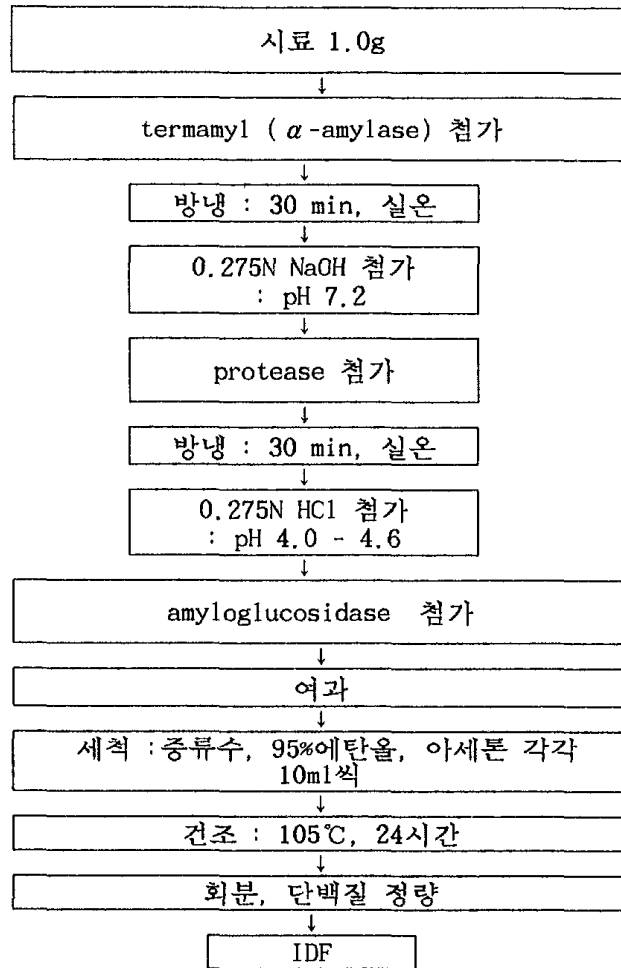 시료 1.0g
↓
termamyl ( α-amylase) 첨가
↓
방냉 : 30 min, 실온
↓
0.275N NaOH 첨가
: pH 7.2
↓
protease 첨가
↓
방냉 : 30 min, 실온
↓
0.275N HCl 첨가
: pH 4.0 - 4.6
↓
amyloglucosidase 첨가
↓
여과
↓
세척 :증류수, 95%에탄올, 아세톤 각각
10ml씩
↓
건조 : 105℃, 24시간
↓
회분, 단백질 정량
↓
IDF